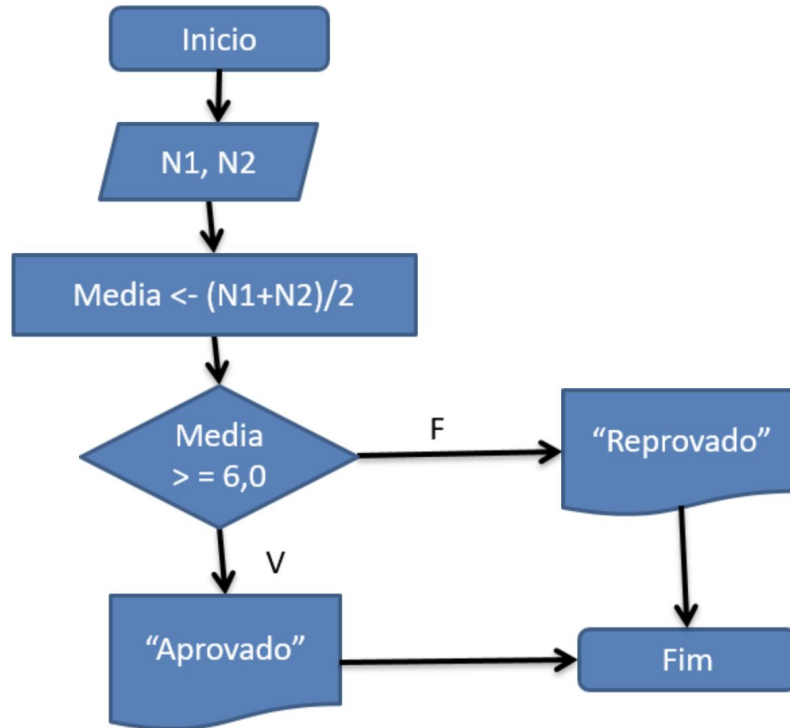 Inicio
N1, N2
Media <- (N1+N2)/2
Media
> = 6,0
F
“Reprovado”
V
“Aprovado”
Fim